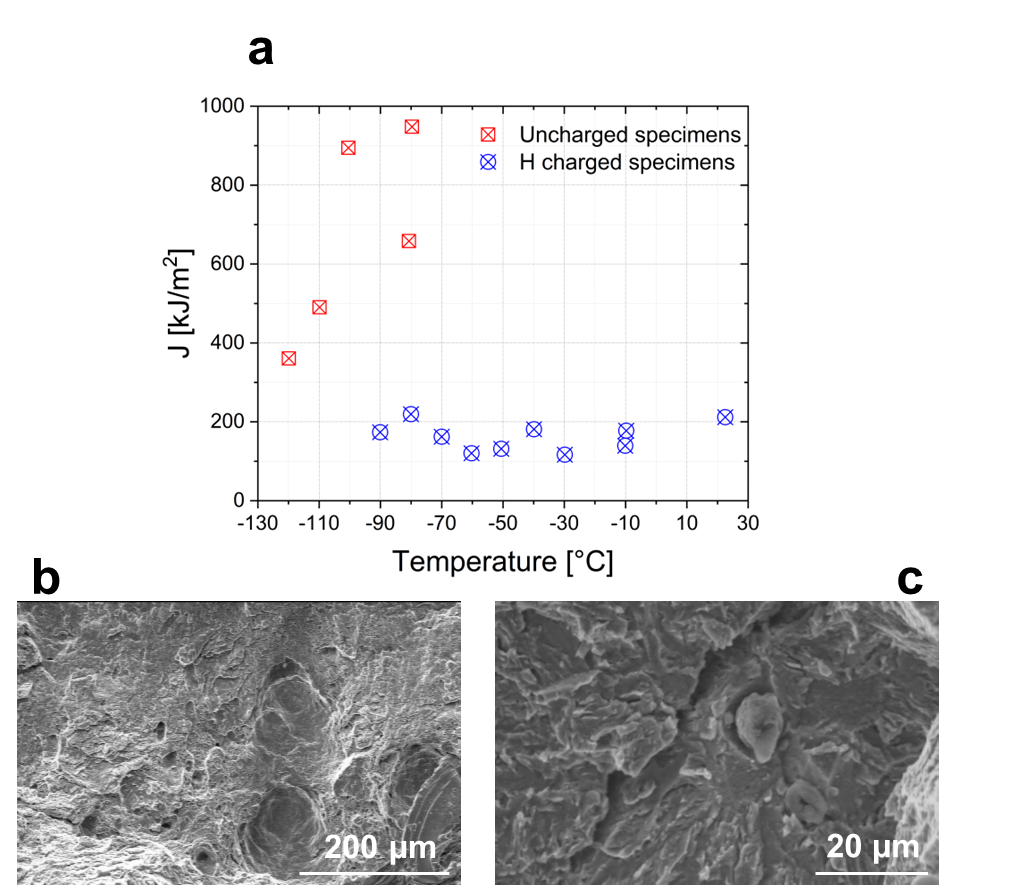 a
1000
800
600
400
200
0
J [kJ/m²]
Uncharged specimens
H charged specimens
-130 -110 -90 -70 -50 -30 -10 10 30
Temperature [°C]
b
c
200 µm
20 µm